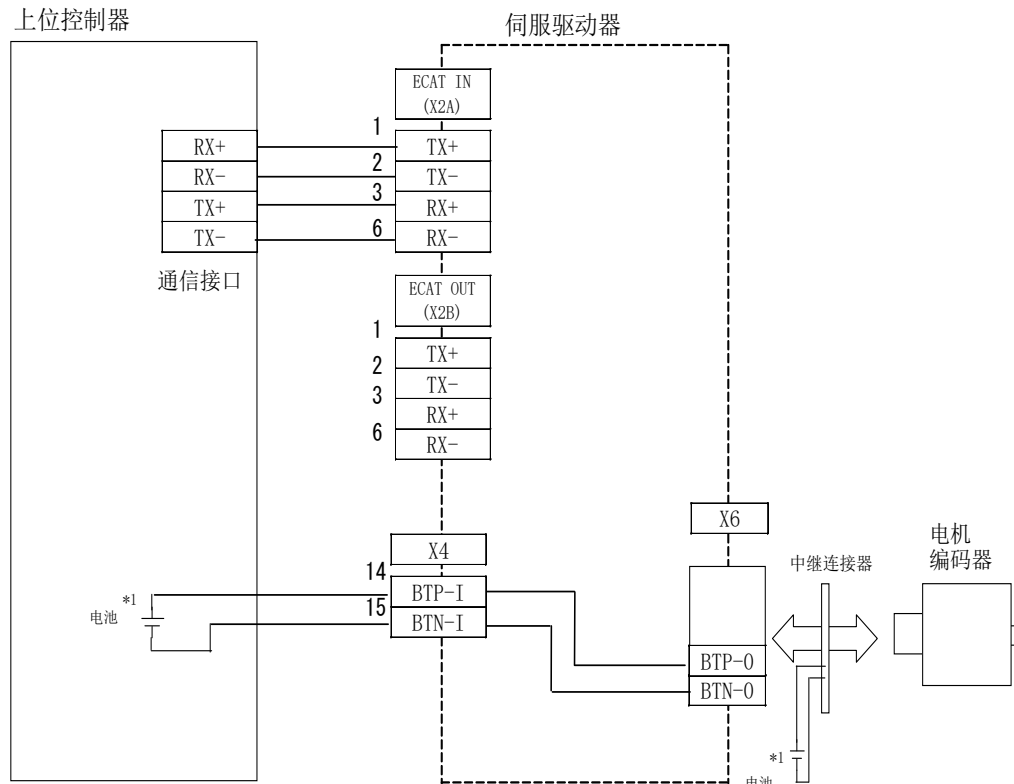 上位控制器
伺服驱动器
ECAT IN
(X2A)
1
RX+
TX+
2
RX-
TX-
3
TX+
RX+
6
TX-
RX-
通信接口
ECAT OUT
(X2B)
1
TX+
2
TX-
3
RX+
6
RX-
X6
X4
电机
编码器
中继连接器
14
BTP-I
*1
电池
15
BTN-I
BTP-0
BTN-0
*1
电池